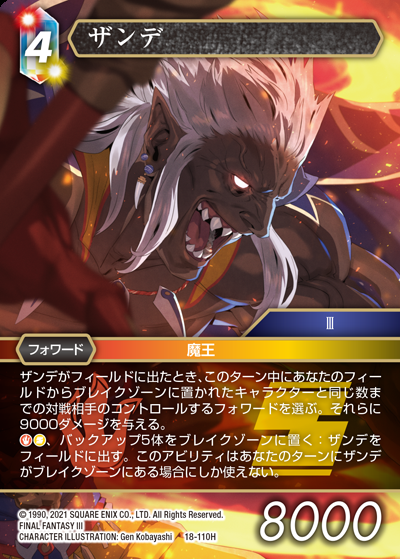 4
ザンデ
III
フォワード
魔王
ザンデがフィールドに出たとき、このターン中にあなたのフィー
ルドからブレイクゾーンに置かれたキャラクターと同じ数ま
での対戦相手のコントロールするフォワードを選ぶ。それらに
9000ダメージを与える。
、バックアップ5体をブレイクゾーンに置く：ザンデを
フィールドに出す。このアビリティはあなたのターンにザンデ
がブレイクゾーンにある場合にしか使えない。
© 1990, 2021 SQUARE ENIX CO., LTD. All Rights Reserved.
FINAL FANTASY III
CHARACTER ILLUSTRATION: Gen Kobayashi 18-110H
8000